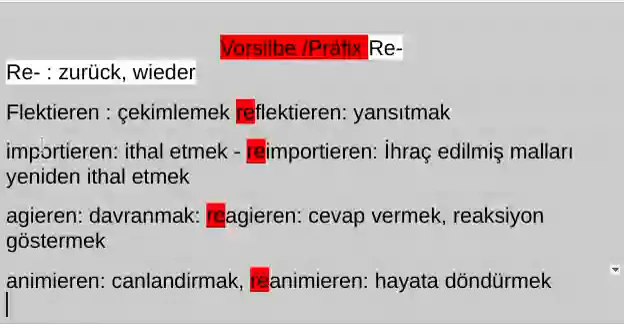 Vorsilbe /Präfix Re-
Re- : zurück, wieder
Flektieren : çekimlemek reflektieren: yansıtmak
importieren: ithal etmek - reimportieren: İhraç edilmiş malları
yeniden ithal etmek
agieren: davranmak: reagieren: cevap vermek, reaksiyon
göstermek
animieren: canlandirmak, reanimieren: hayata döndürmek